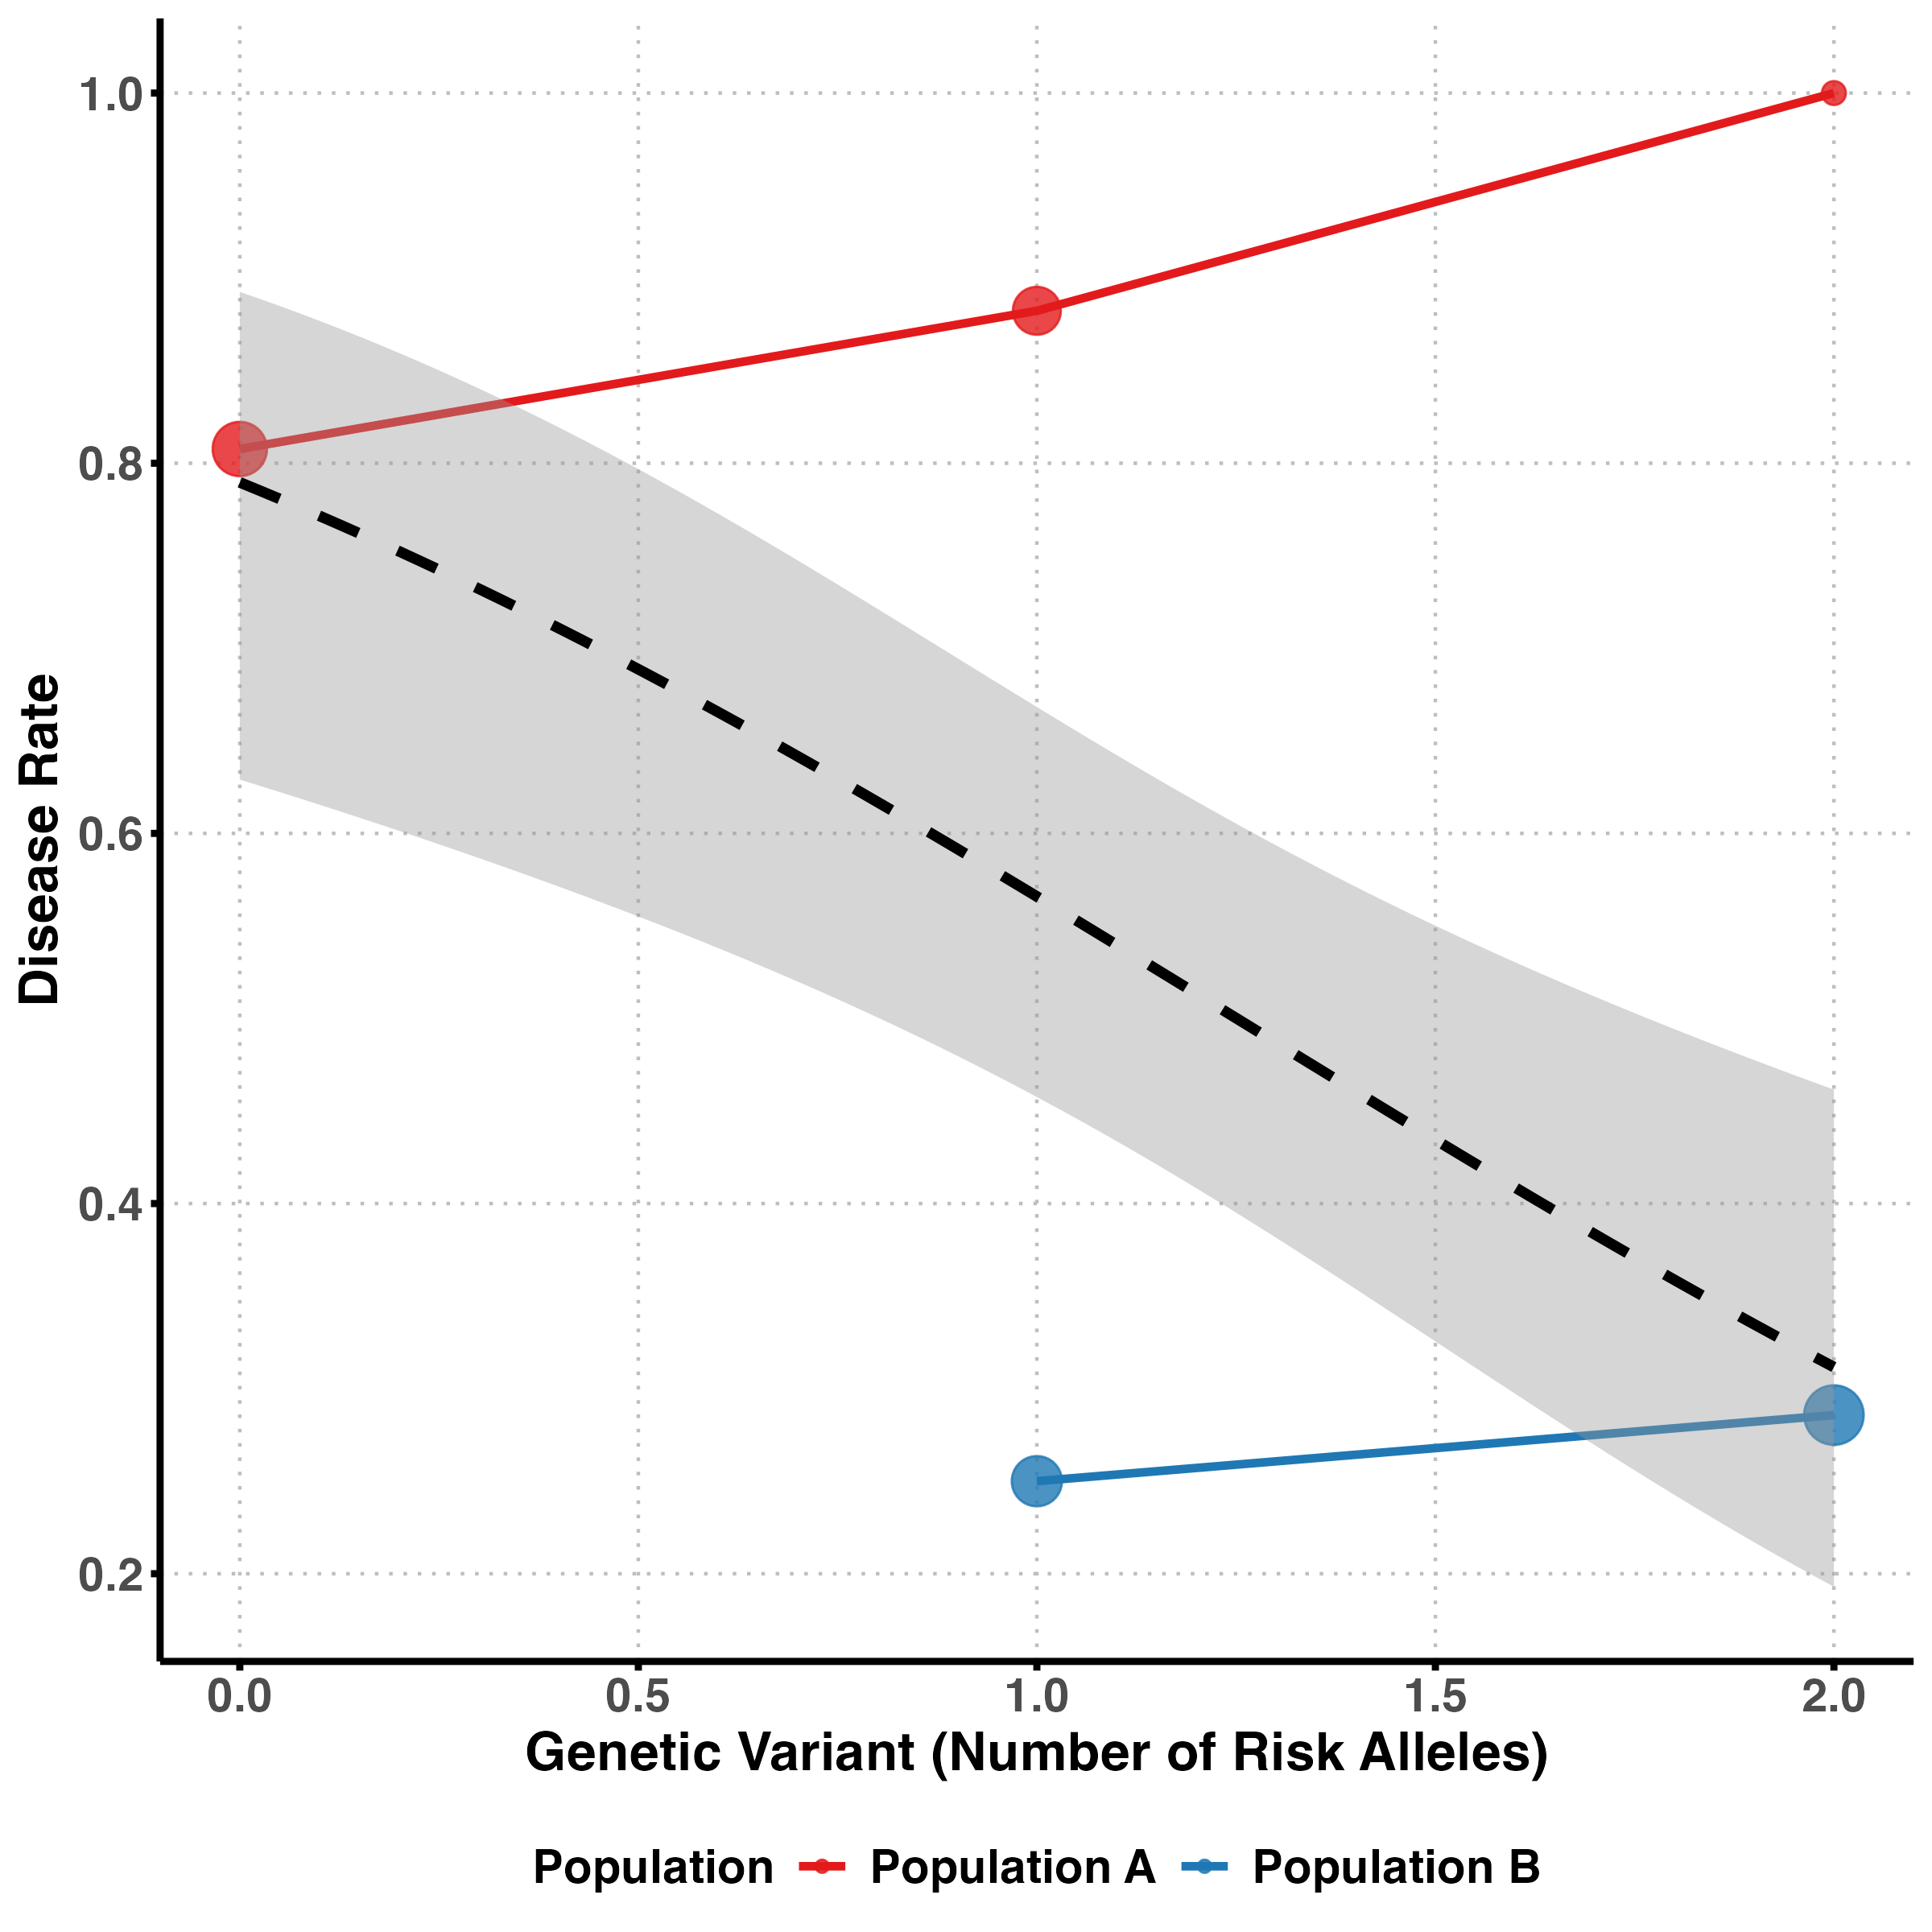 1.0
0.8
0.6
0.4
0.2
Disease Rate
0.0 0.5 1.0 1.5 2.0
Genetic Variant (Number of Risk Alleles)
Population Population A Population B